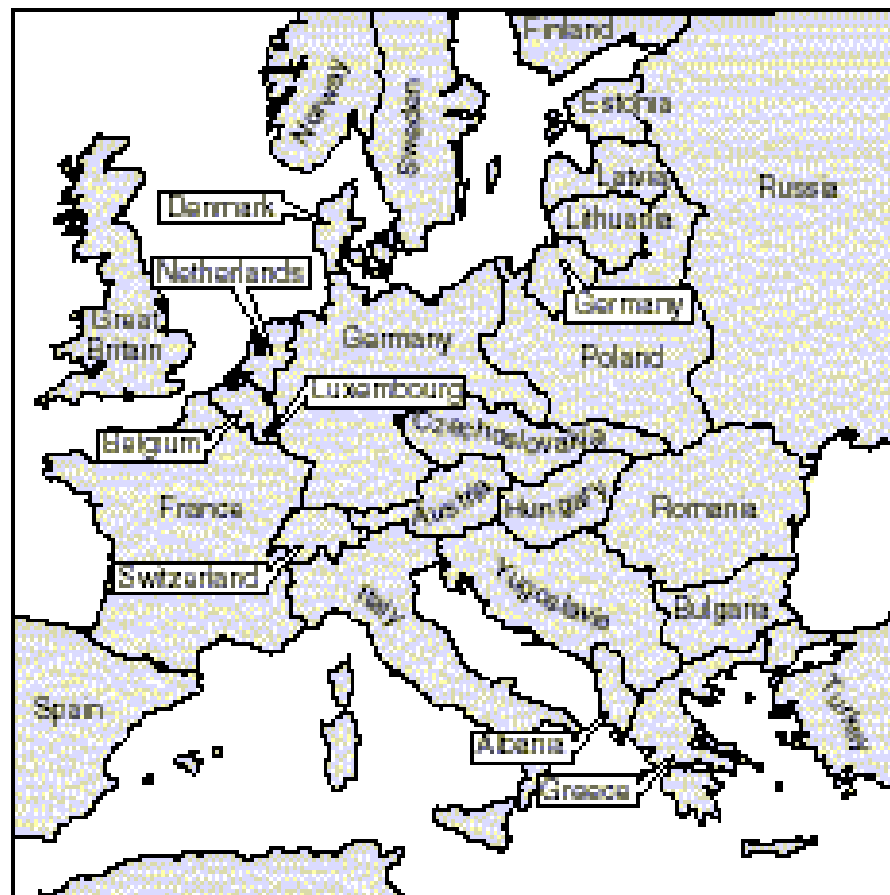 Finland
Norway
Sweden
Estonia
Latvia
Russia
Denmark
Lithuania
Netherlands
Germany
Great
Britain
Germany
Poland
Luxembourg
Belgium
Czechoslovakia
France
Austria
Hungary
Romania
Switzerland
Italy
Yugoslavia
Bulgaria
Spain
Turkey
Albania
Greece